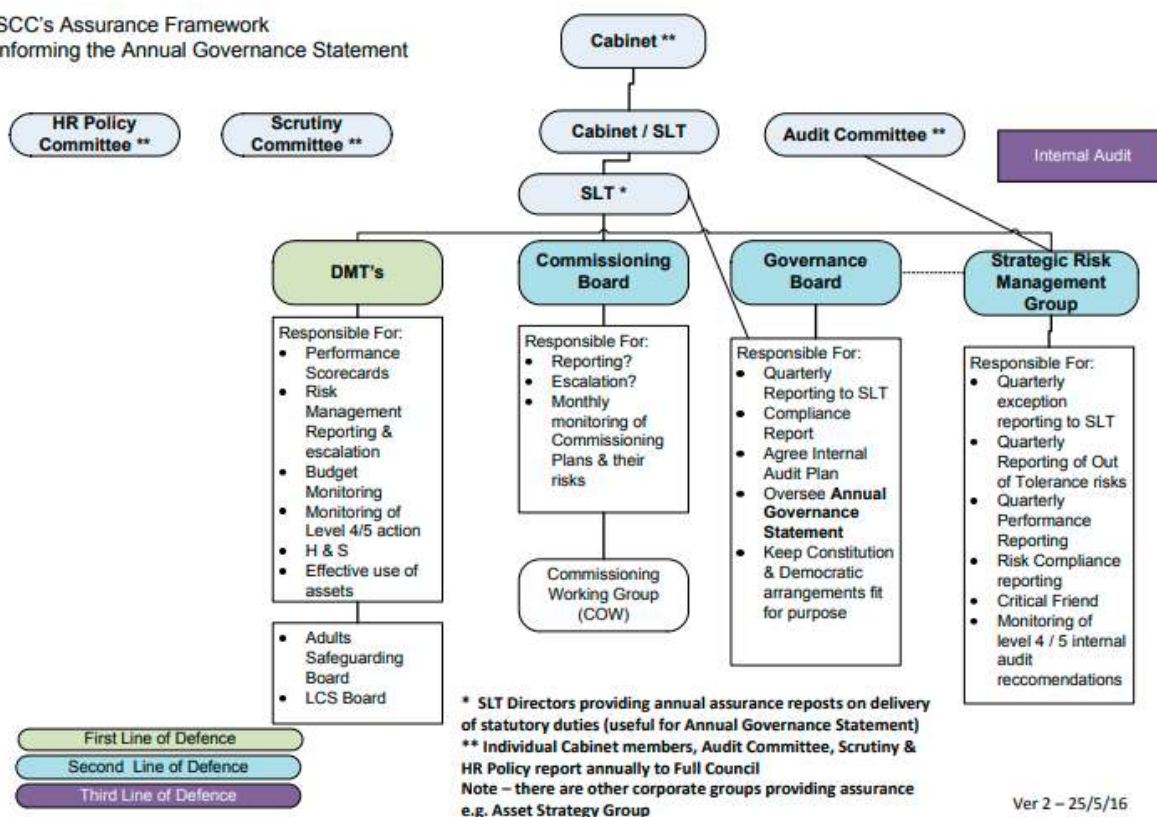 SCC's Assurance Framework
nforming the Annual Governance Statement
Cabinet **
HR Policy
Committee **
Scrutiny
Committee **
Cabinet / SLT
Audit Committee **
Internal Audit
SLT *
DMT's
Commissioning
Board
Governance
Board
Strategic Risk
Management
Group
Responsible For:
• Performance
Scorecards
• Risk
Management
Reporting &
escalation
• Budget
Monitoring
• Monitoring of
Level 4/5 action
• H & S
• Effective use of
assets
• Adults
Safeguarding
Board
• LCS Board
Responsible For:
• Reporting?
• Escalation?
• Monthly
monitoring of
Commissioning
Plans & their
risks
Commissioning
Working Group
(COW)
Responsible For:
• Quarterly
Reporting to SLT
• Compliance
Report
• Agree Internal
Audit Plan
• Oversee Annual
Governance
Statement
• Keep Constitution
& Democratic
arrangements fit
for purpose
Responsible For:
• Quarterly
exception
reporting to SLT
• Quarterly
Reporting of Out
of Tolerance risks
• Quarterly
Performance
Reporting
• Risk Compliance
reporting
• Critical Friend
• Monitoring of
level 4 / 5 internal
audit
reccomendations
First Line of Defence
Second Line of Defence
Third Line of Defence
* SLT Directors providing annual assurance reposts on delivery
of statutory duties (useful for Annual Governance Statement)
** Individual Cabinet members, Audit Committee, Scrutiny &
HR Policy report annually to Full Council
Note – there are other corporate groups providing assurance
e.g. Asset Strategy Group
Ver 2 – 25/5/16